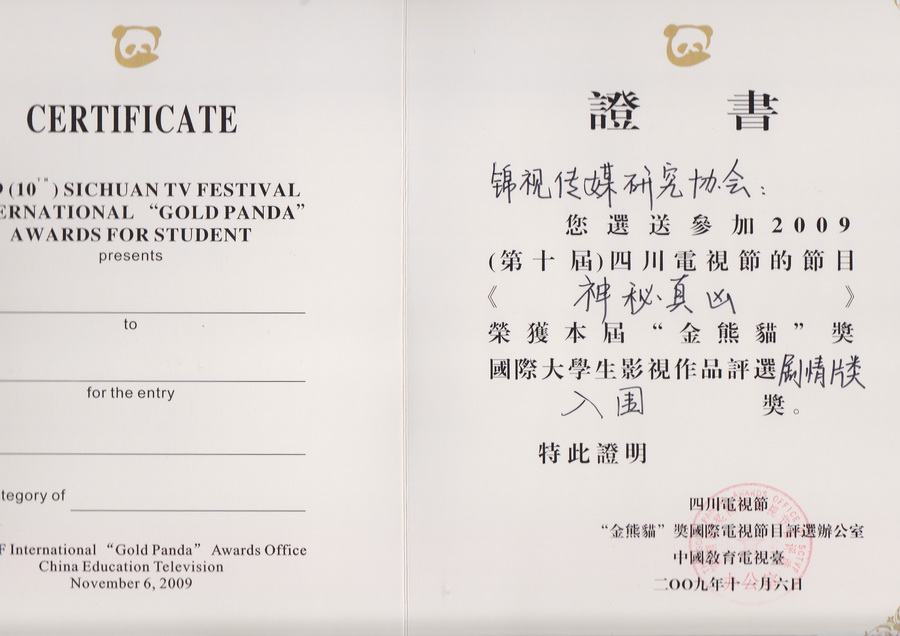 CERTIFICATE
(10TH) SICHUAN TV FESTIVAL
ERNATIONAL “GOLD PANDA”
AWARDS FOR STUDENT
presents
to
for the entry
tegory of
F International “Gold Panda” Awards Office
China Education Television
November 6, 2009
證書
锦视传媒研究协会:
您選送參加2009
(第十屆)四川電視節的節目
《神秘真凶》
榮獲本屆“金熊貓”獎
國際大學生影視作品評選剧情片类
入围 獎。
特此證明
四川電視節
“金熊貓”獎國際電視節目評選辦公室
中國教育電視臺
二OO九年十一月六日